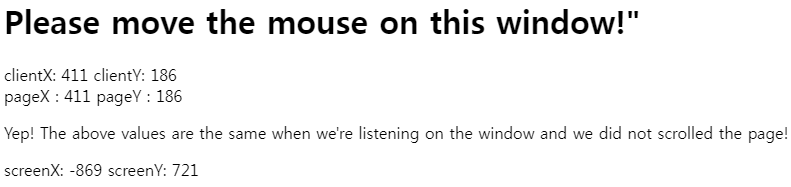 Please move the mouse on this window!"
clientX: 411 clientY: 186
pageX : 411 pageY : 186
Yep! The above values are the same when we're listening on the window and we did not scrolled the page!
screenX: -869 screenY: 721